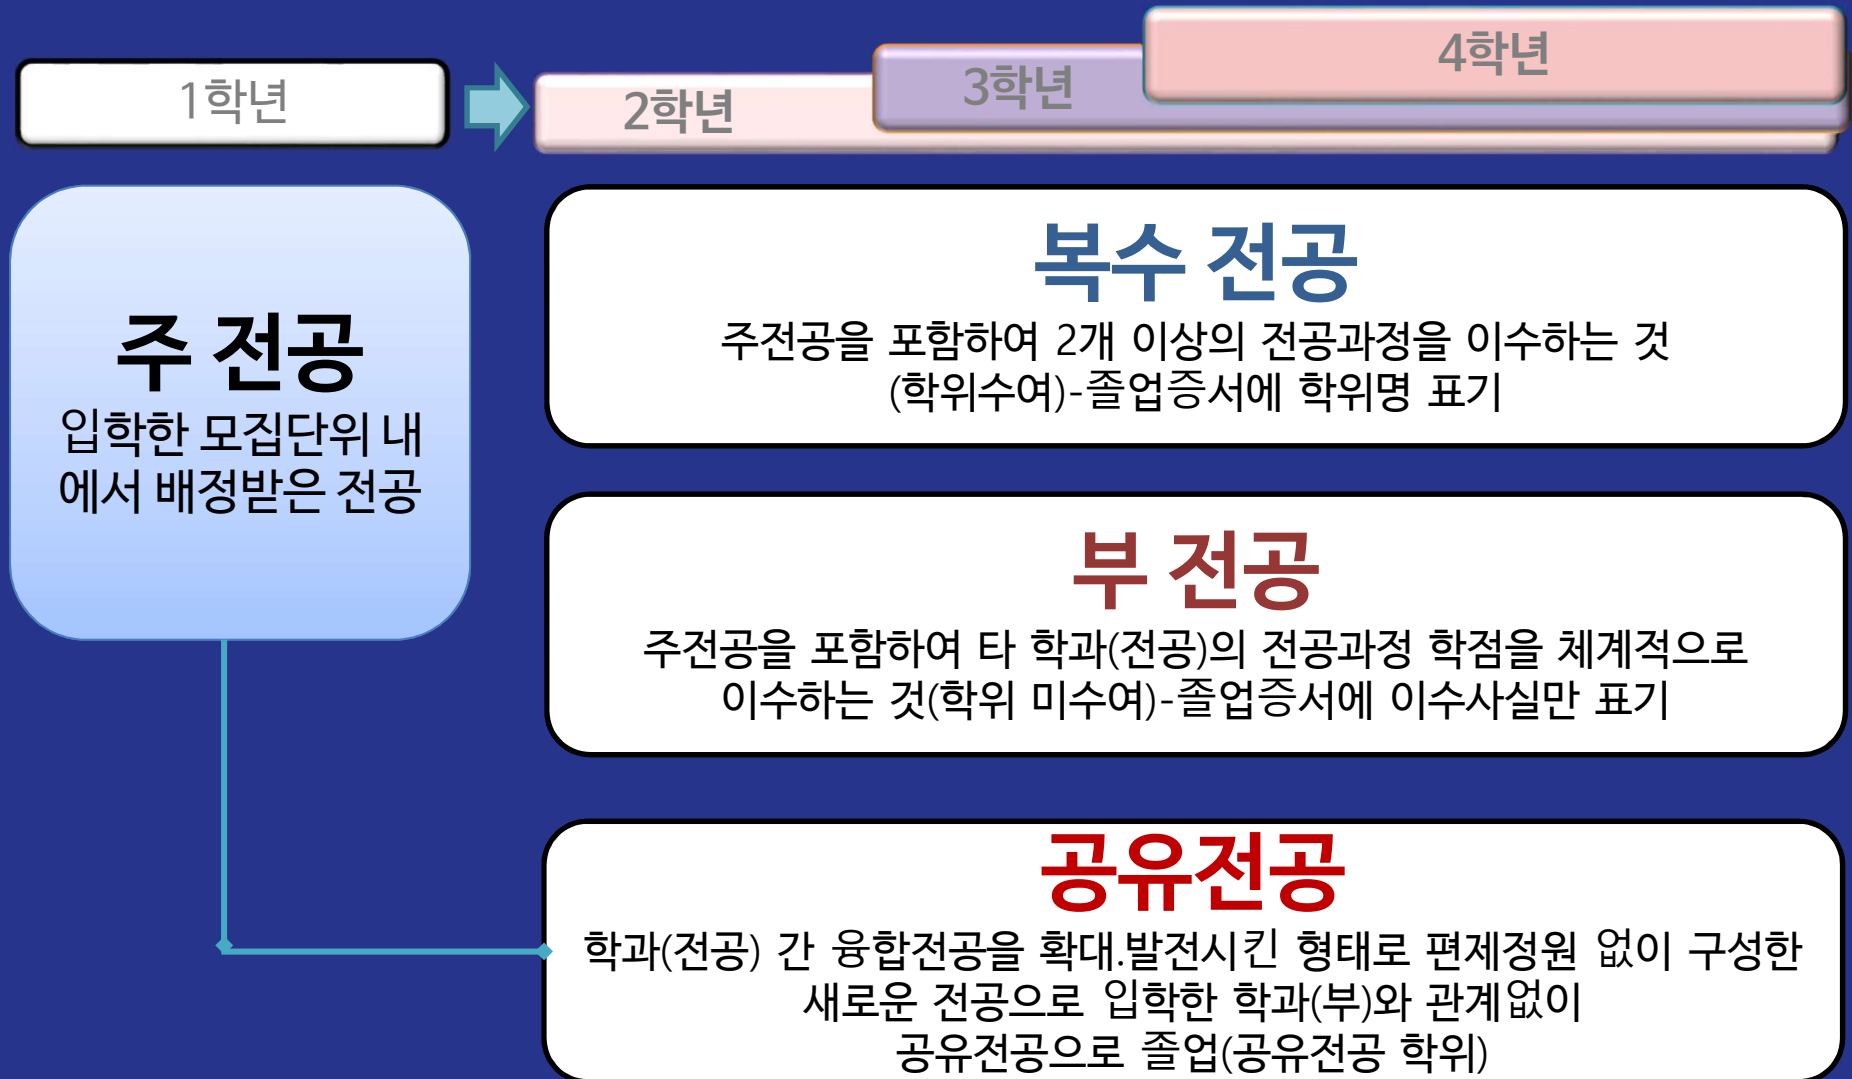 1학년
2학년
3학년
4학년
주 전공
입학한 모집단위 내
에서 배정받은 전공
복수 전공
주전공을 포함하여 2개 이상의 전공과정을 이수하는 것
(학위수여)-졸업증서에 학위명 표기
부 전공
주전공을 포함하여 타 학과(전공)의 전공과정 학점을 체계적으로
이수하는 것(학위 미수여)-졸업증서에 이수사실만 표기
공유전공
학과(전공) 간 융합전공을 확대.발전시킨 형태로 편제정원 없이 구성한
새로운 전공으로 입학한 학과(부)와 관계없이
공유전공으로 졸업(공유전공 학위)